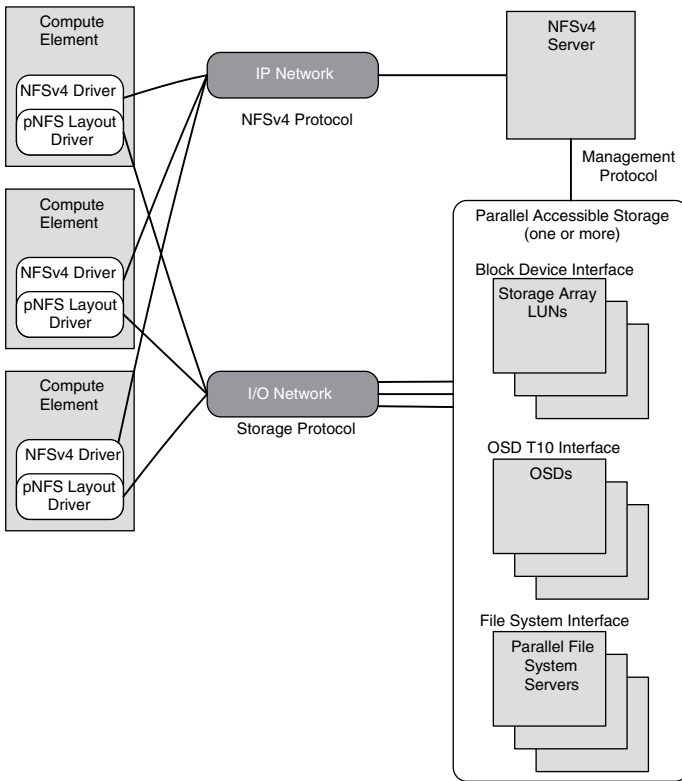 Compute
Element
NFSv4 Driver
pNFS Layout
Driver
Compute
Element
NFSv4 Driver
pNFS Layout
Driver
Compute
Element
NFSv4 Driver
pNFS Layout
Driver
IP Network
NFSv4 Protocol
I/O Network
Storage Protocol
NFSv4
Server
Management
Protocol
Parallel Accessible Storage
(one or more)
Block Device Interface
Storage Array
LUNs
OSD T10 Interface
OSDs
File System Interface
Parallel File
System
Servers